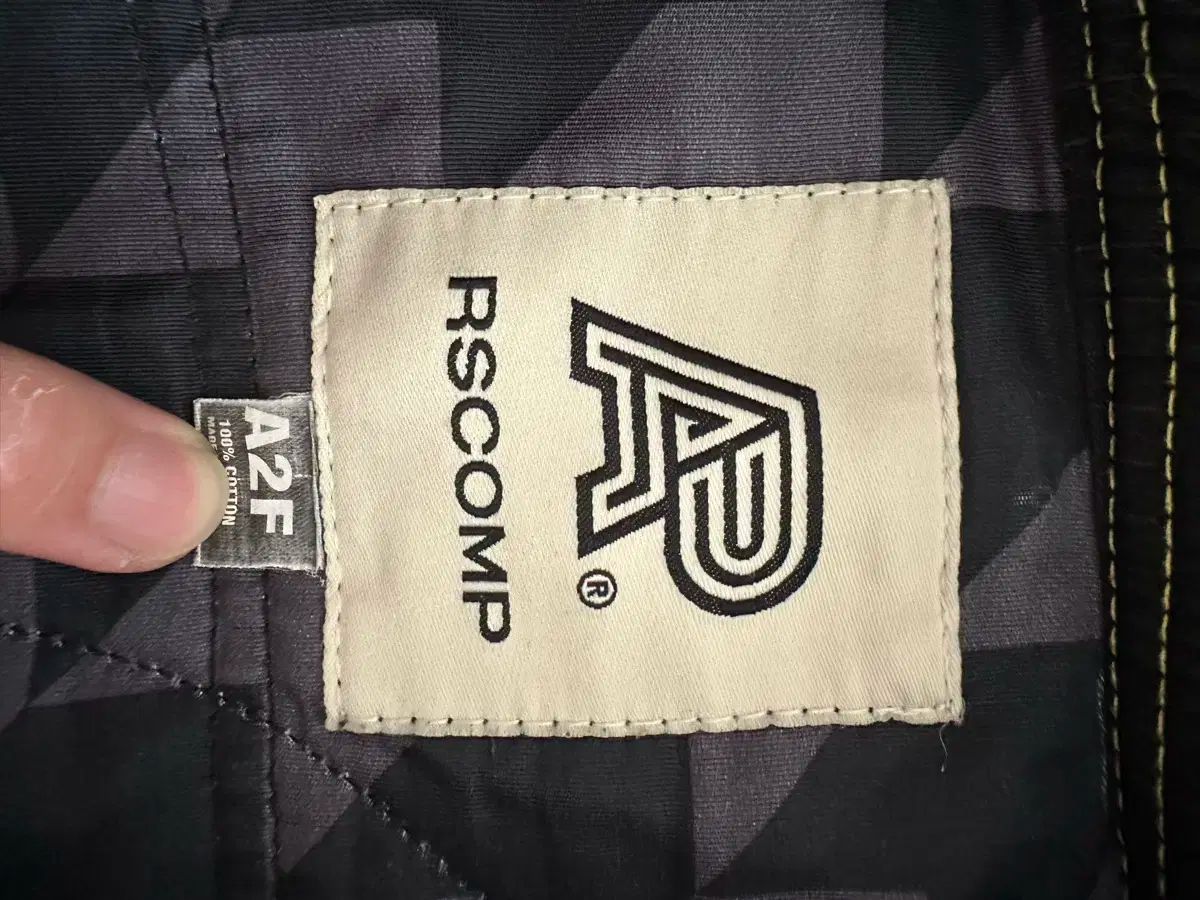 AP
®
RSCOMP
A2F
100% COTTON